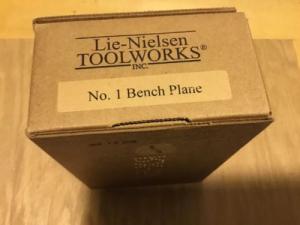 Lie-Nielsen
TOOLWORKS®
INC.
No. 1 Bench Plane